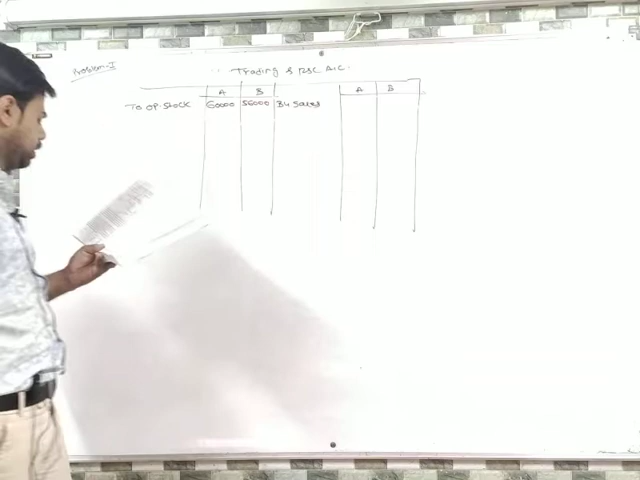 Problem-I
Trading & P&L A/C.
A B A B
To OP. Stock 60000 56000 By Sales